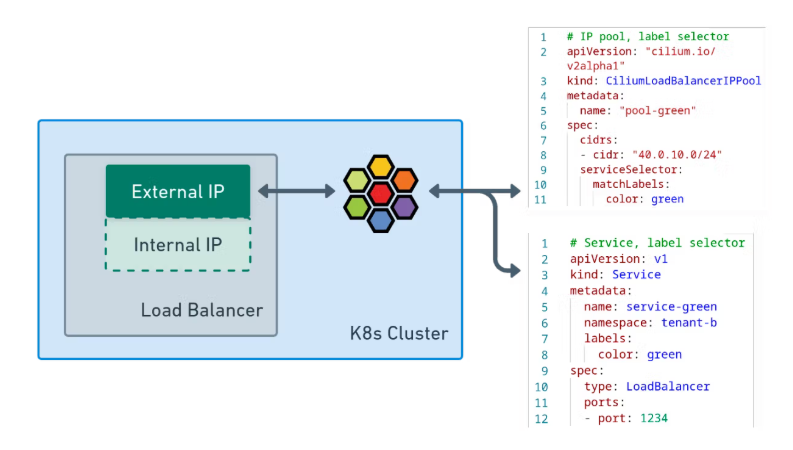 External IP
Internal IP
Load Balancer
K8s Cluster
1 # IP pool, label selector
2 apiVersion: "cilium.io/
v2alpha1"
3 kind: CiliumLoadBalancerIPPool
4 metadata:
5 name: "pool-green"
6 spec:
7 cidrs:
8 - cidr: "40.0.10.0/24"
9 serviceSelector:
10 matchLabels:
11 color: green
1 # Service, label selector
2 apiVersion: v1
3 kind: Service
4 metadata:
5 name: service-green
6 namespace: tenant-b
7 labels:
8 color: green
9 spec:
10 type: LoadBalancer
11 ports:
12 - port: 1234